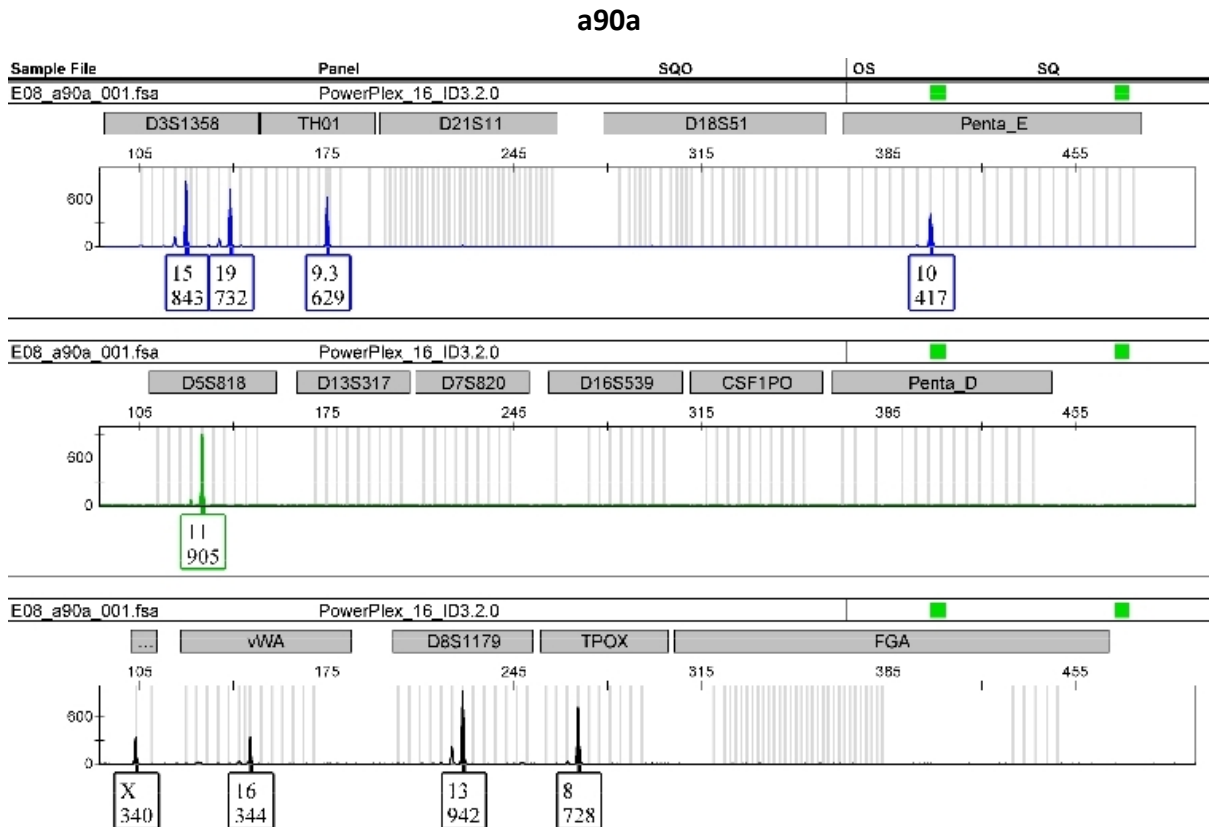 a90a
Sample File Panel SQO OS SQ
E08_a90a_001.fsa PowerPlex_16_ID3.2.0
D3S1358 TH01 D21S11 D18S51 Penta_E
105 175 245 315 385 455
600
0
15 19 9.3 10
843 732 629 417
E08_a90a_001.fsa PowerPlex_16_ID3.2.0
D5S818 D13S317 D7S820 D16S539 CSF1PO Penta_D
105 175 245 315 385 455
600
0
11
905
E08_a90a_001.fsa PowerPlex_16_ID3.2.0
... vWA D8S1179 TPOX FGA
105 175 245 315 385 455
600
0
X 16 13 8
340 344 942 728